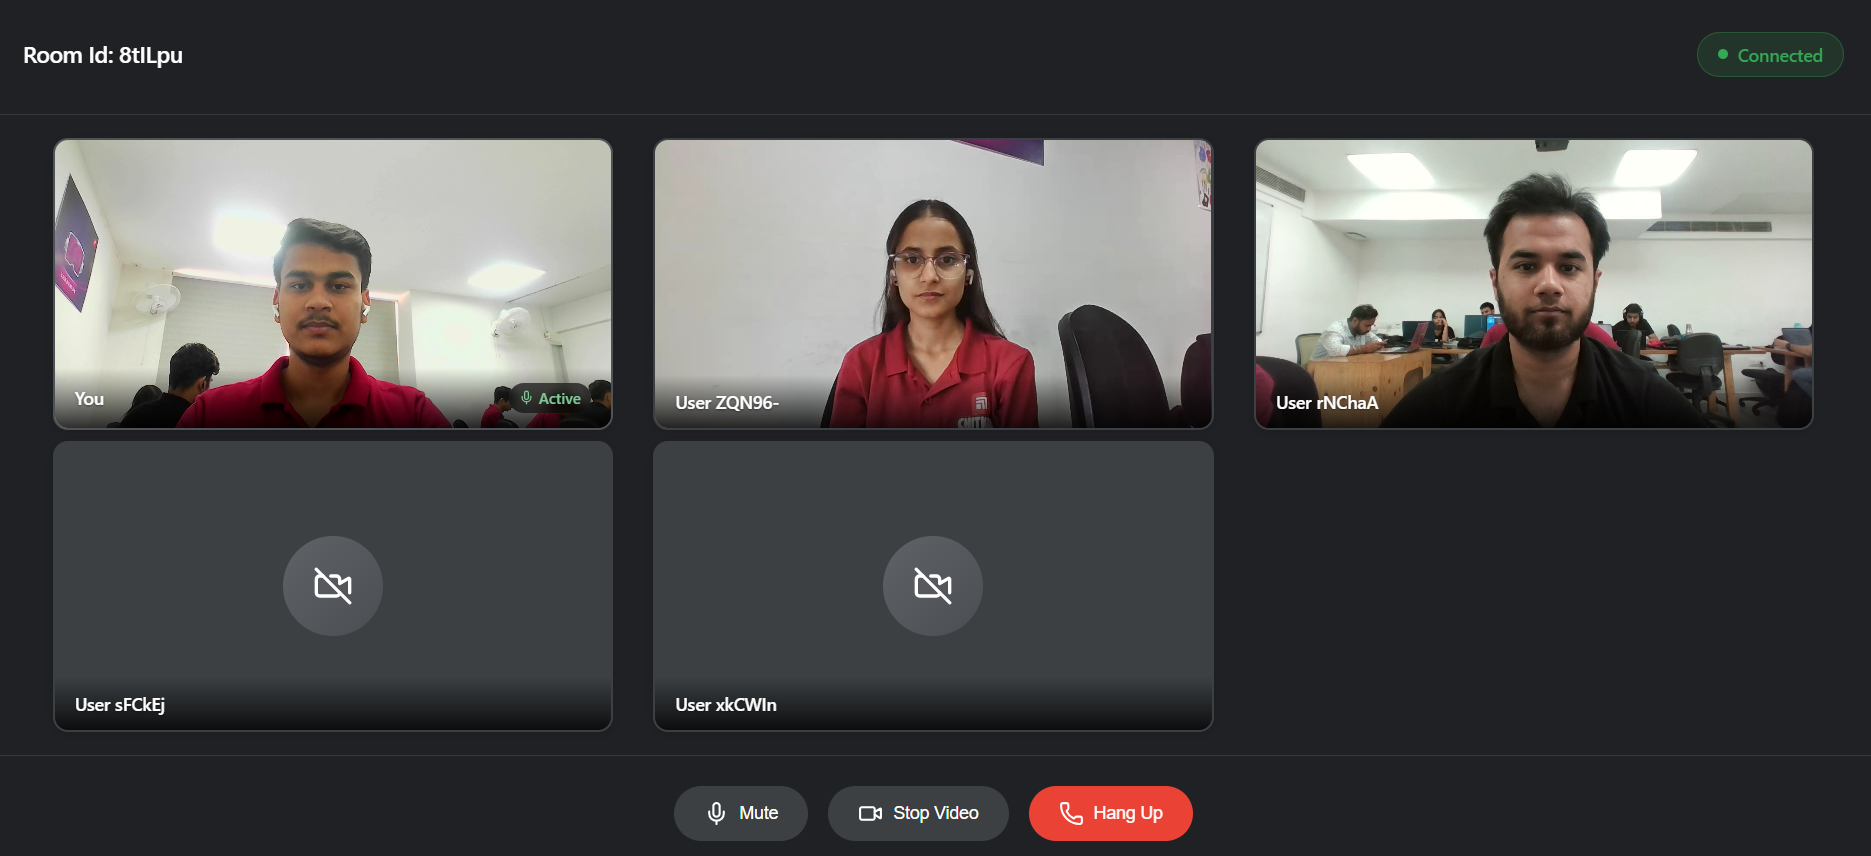 Room Id: 8tILpu
Connected
You
Active
User ZQN96-
User rNChaA
User sFCkEj
User xkCWIn
Mute
Stop Video
Hang Up